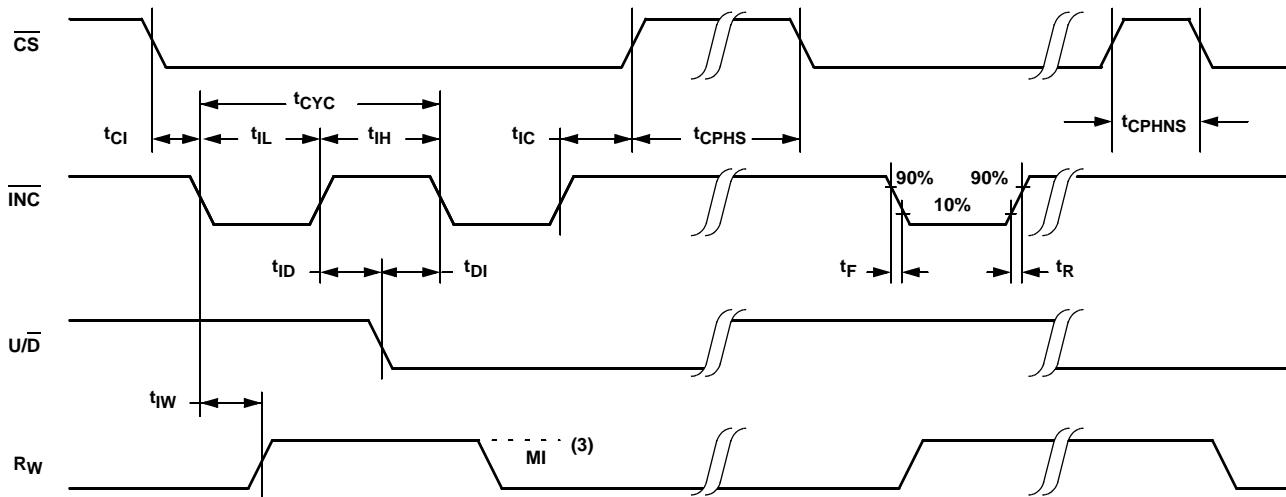 CS
tCYC
tCI tIL tIH tIC tCPHS tCPHNS
INC
90% 90%
10%
tID tDI tF tR
U/D
tIW
RW
MI (3)